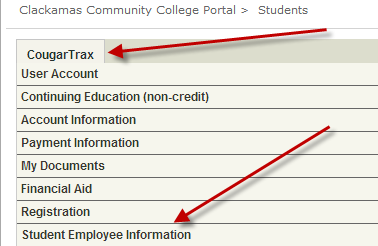 Clackamas Community College Portal > Students
CougarTrax
User Account
Continuing Education (non-credit)
Account Information
Payment Information
My Documents
Financial Aid
Registration
Student Employee Information